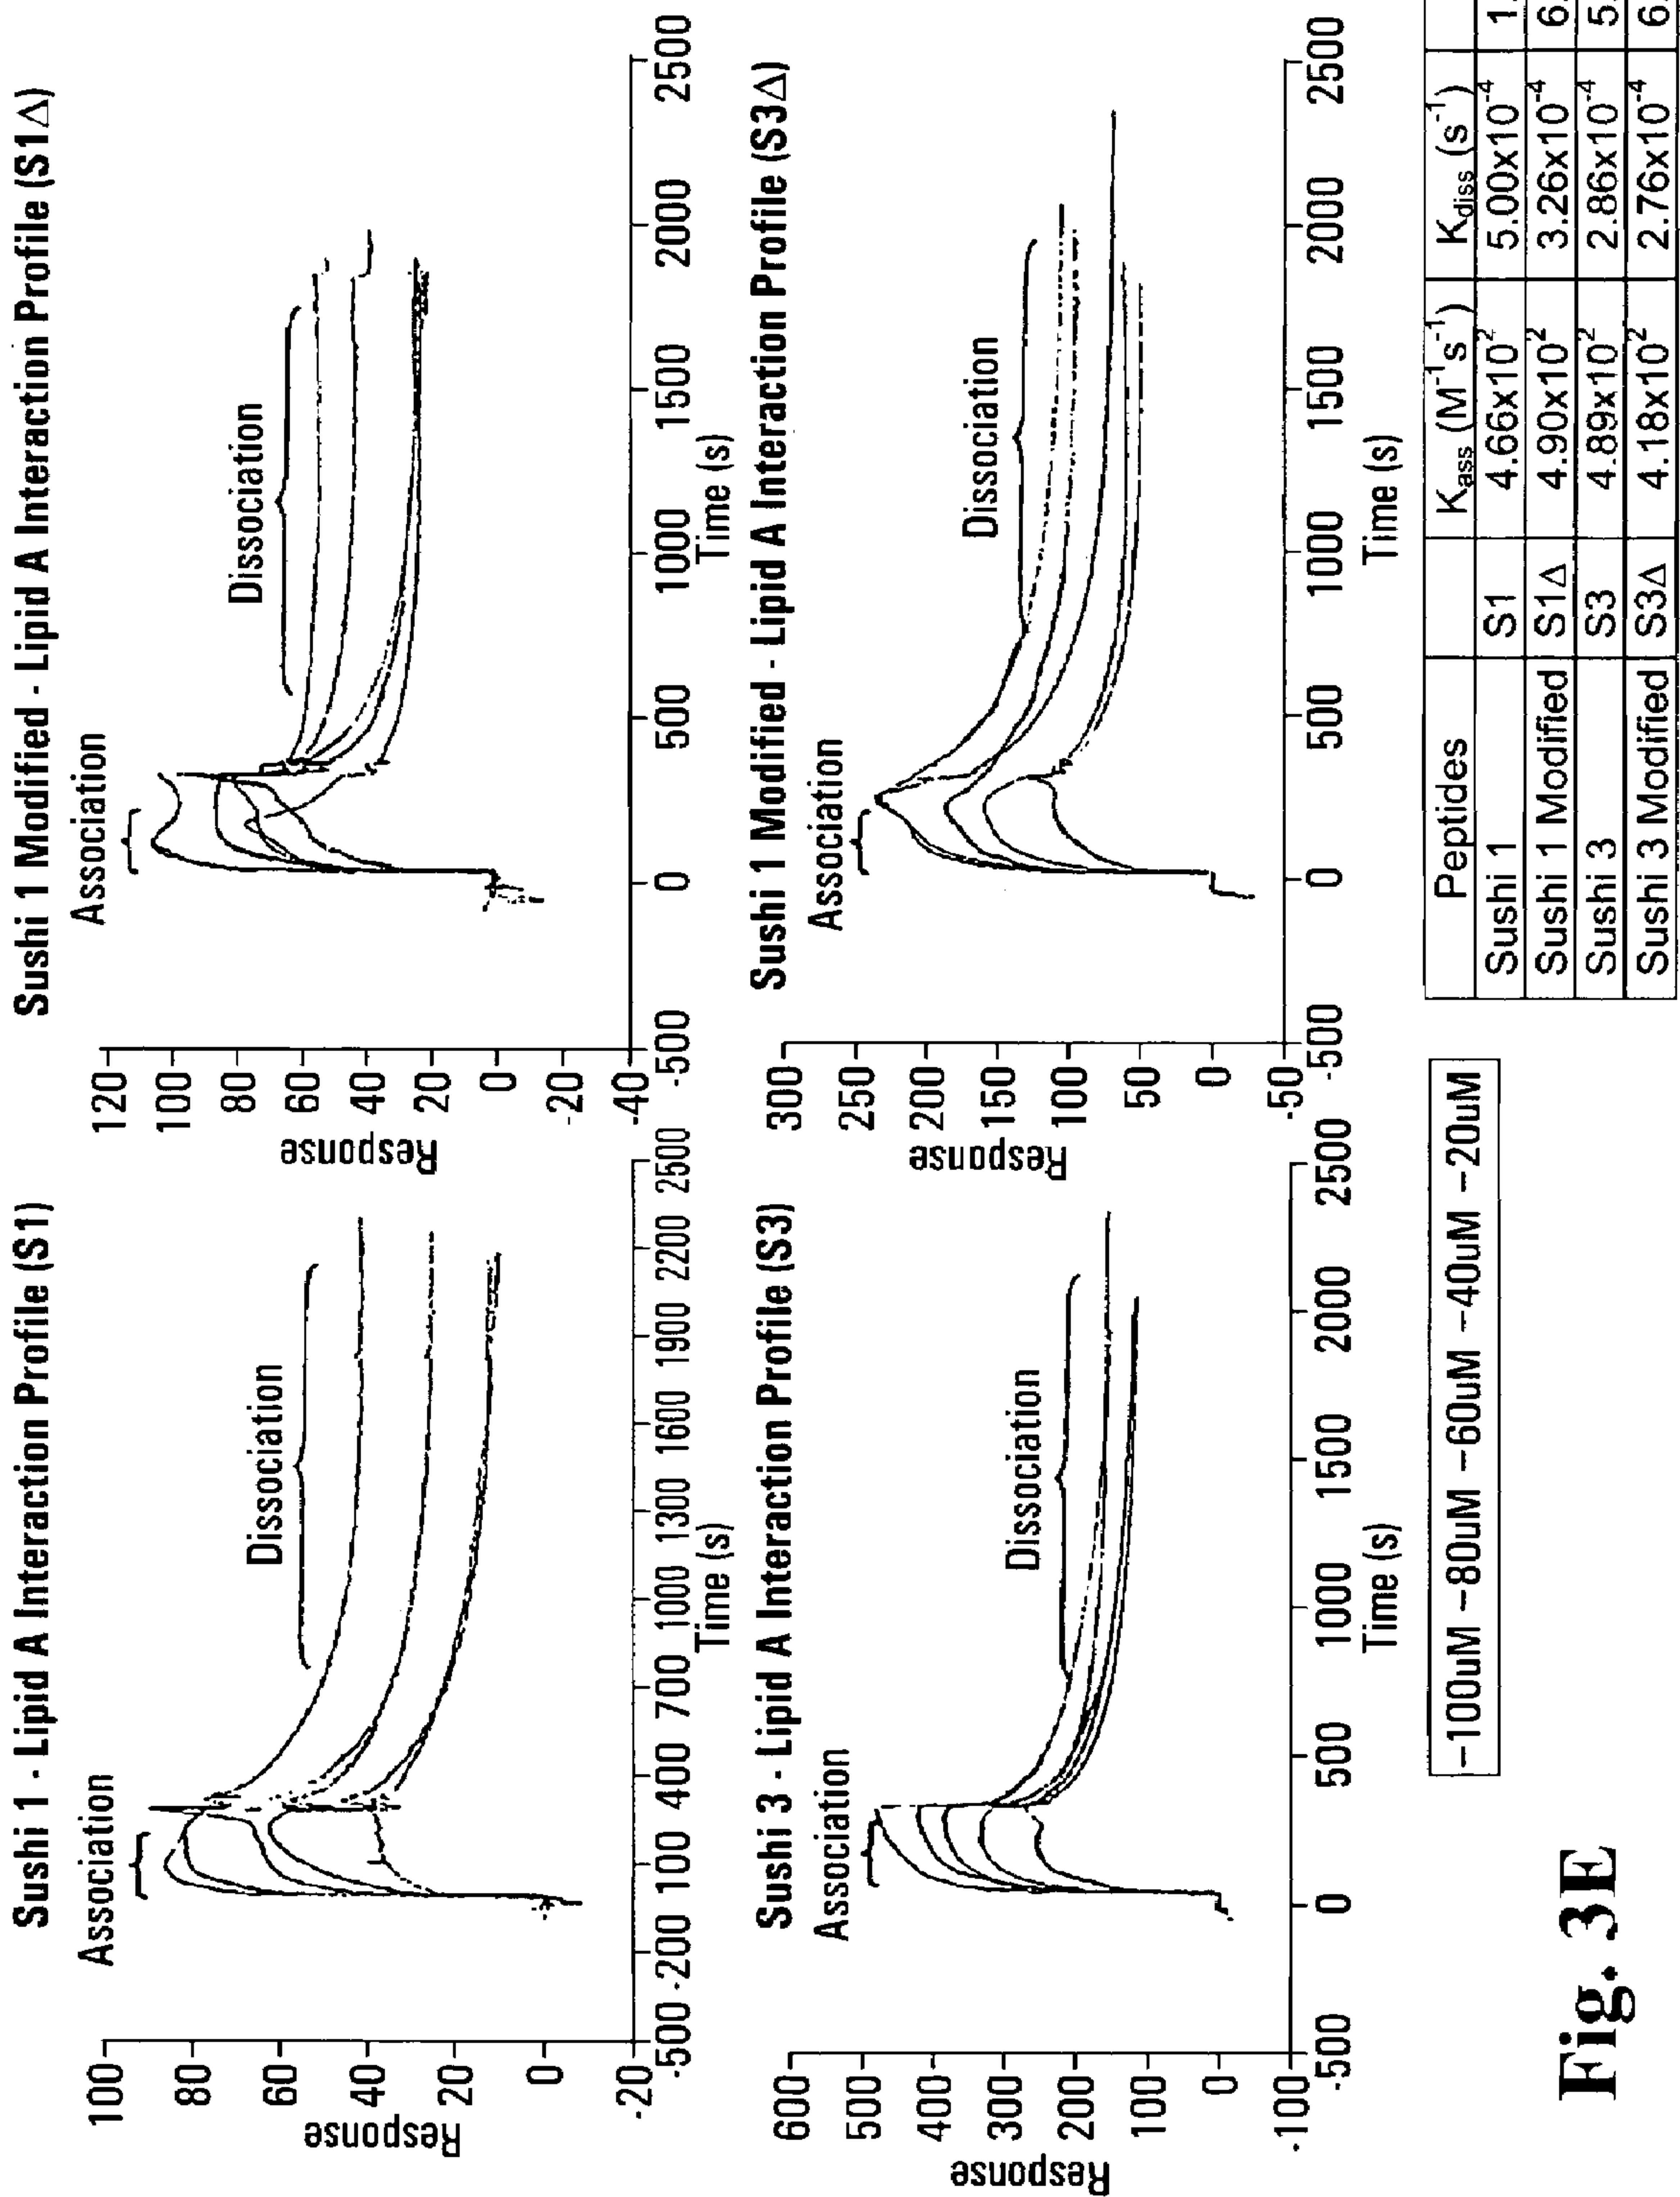 Sushi 1 - Lipid A Interaction Profile (S1)
Association
Dissociation
Response
100
80
60
40
20
0
-20
-500 -200 100 400 700 1000 1300 1600 1900 2200 2500
Time (s)
Sushi 1 Modified - Lipid A Interaction Profile (S1Δ)
Association
Dissociation
Response
120
100
80
60
40
20
0
-20
-40
-500 0 500 1000 1500 2000 2500
Time (s)
Sushi 3 - Lipid A Interaction Profile (S3)
Association
Dissociation
Response
600
500
400
300
200
100
0
-100
-500 0 500 1000 1500 2000 2500
Time (s)
Sushi 1 Modified - Lipid A Interaction Profile (S3Δ)
Association
Dissociation
Response
300
250
200
150
100
50
0
-50
-500 0 500 1000 1500 2000 2500
Time (s)
–100uM –80uM –60uM –40uM –20uM
Peptides Kass (M⁻¹s⁻¹) Kdiss (s⁻¹)
Sushi 1 S1 4.66x10² 5.00x10⁻⁴ 1.
Sushi 1 Modified S1Δ 4.90x10² 3.26x10⁻⁴ 6.
Sushi 3 S3 4.89x10² 2.86x10⁻⁴ 5.
Sushi 3 Modified S3Δ 4.18x10² 2.76x10⁻⁴ 6.
Fig. 3E